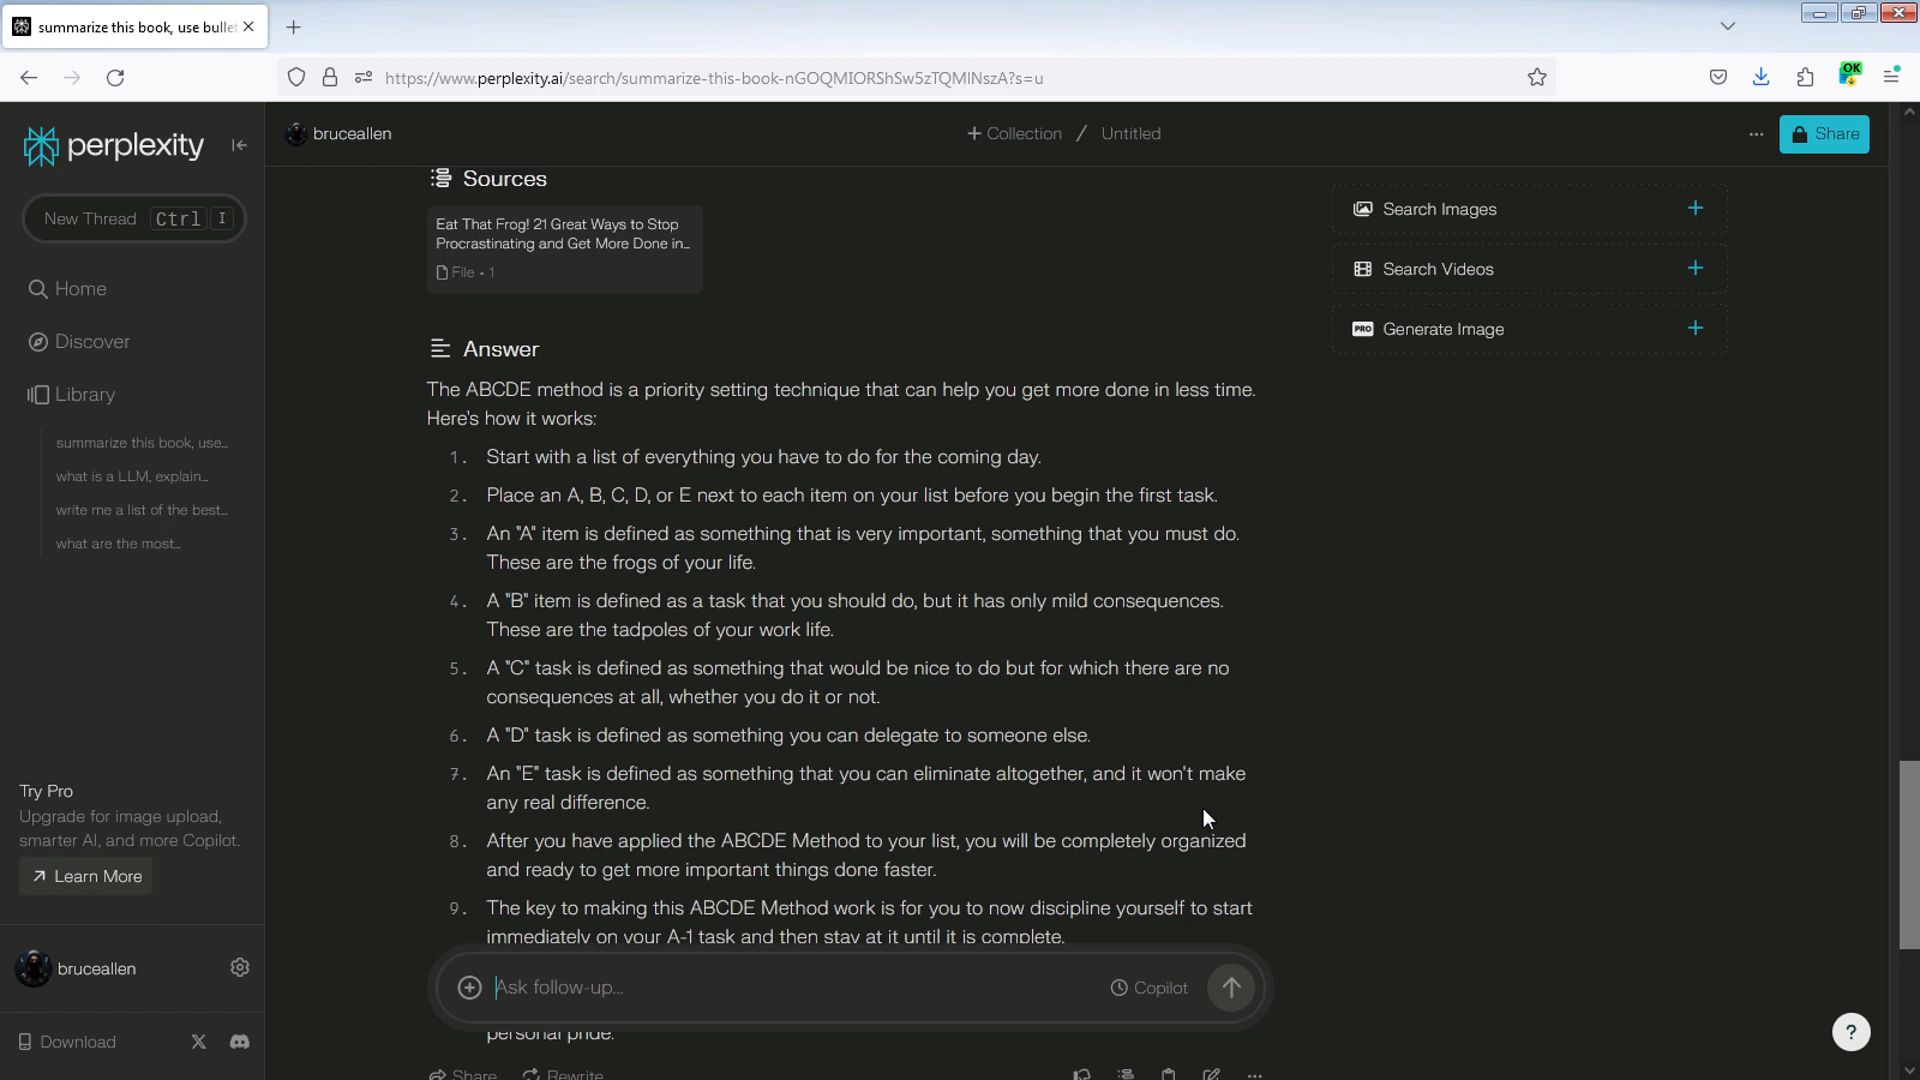 summarize this book, use bulle
https://www.perplexity.ai/search/summarize-this-book-nGOQMIORShSw5zTQMlNszA?s=u
OK
perplexity
New Thread Ctrl I
Home
Discover
Library
summarize this book, use...
what is a LLM, explain...
write me a list of the best...
what are the most...
Try Pro
Upgrade for image upload,
smarter AI, and more Copilot.
Learn More
bruceallen
Download
bruceallen
+ Collection / Untitled
Share
Sources
Eat That Frog! 21 Great Ways to Stop
Procrastinating and Get More Done in...
File • 1
Answer
The ABCDE method is a priority setting technique that can help you get more done in less time.
Here's how it works:
1. Start with a list of everything you have to do for the coming day.
2. Place an A, B, C, D, or E next to each item on your list before you begin the first task.
3. An "A" item is defined as something that is very important, something that you must do.
These are the frogs of your life.
4. A "B" item is defined as a task that you should do, but it has only mild consequences.
These are the tadpoles of your work life.
5. A "C" task is defined as something that would be nice to do but for which there are no
consequences at all, whether you do it or not.
6. A "D" task is defined as something you can delegate to someone else.
7. An "E" task is defined as something that you can eliminate altogether, and it won't make
any real difference.
8. After you have applied the ABCDE Method to your list, you will be completely organized
and ready to get more important things done faster.
9. The key to making this ABCDE Method work is for you to now discipline yourself to start
immediately on your A-1 task and then stay at it until it is complete.
Ask follow-up...
Copilot
personal pride.
Share
Rewrite
Search Images
Search Videos
PRO Generate Image
?